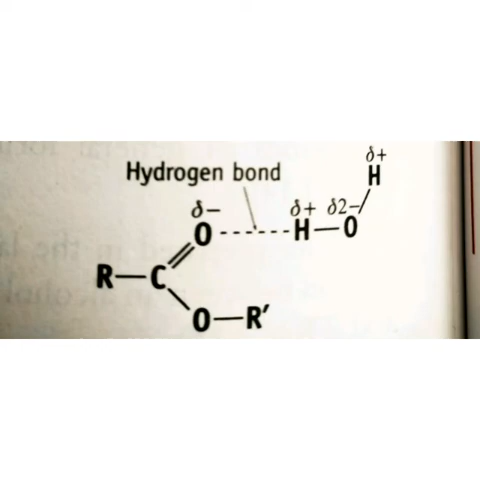 δ+
H
Hydrogen bond
δ− δ+ δ2−
O H—O
R—C
O—R′